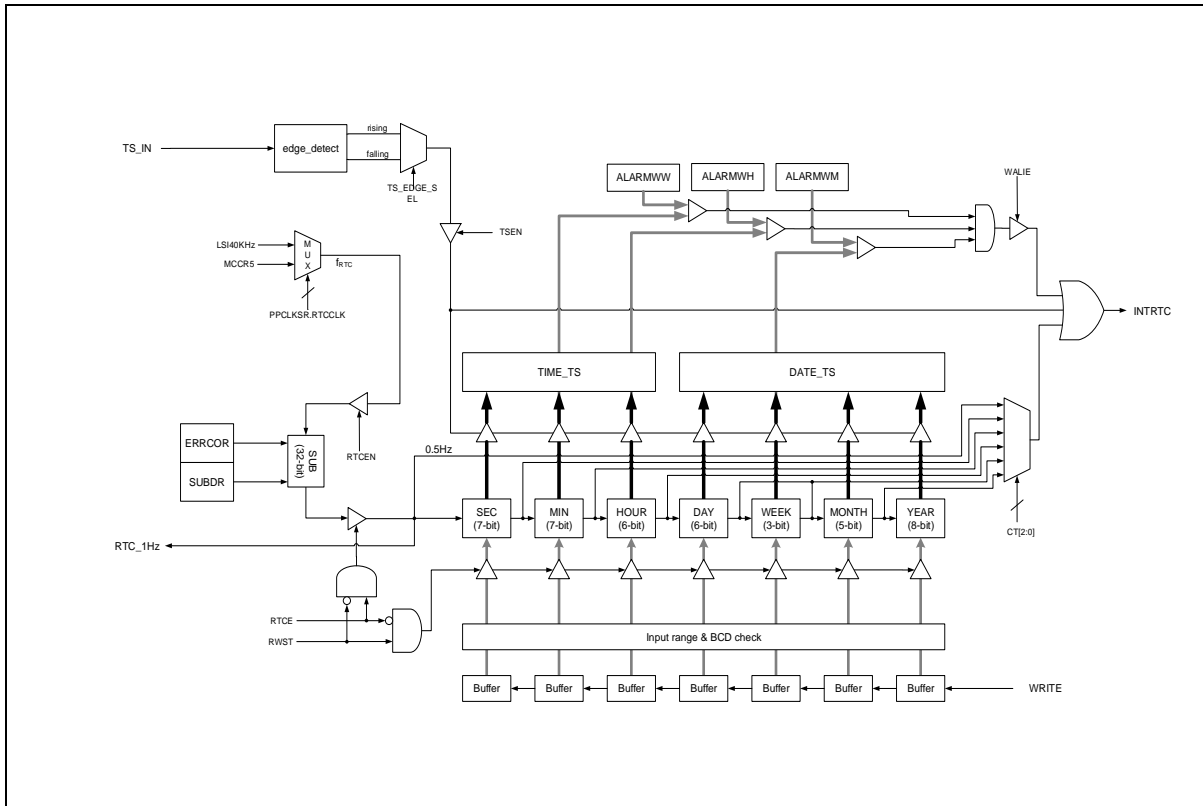 rising
TS_IN
edge_detect
falling
TS_EDGE_S
EL
ALARMWW
ALARMWH
ALARMWM
WALIE
TSEN
LSI40KHz
MCCR5
M
U
X
fRTC
PPCLKSR.RTCCLK
INTRTC
TIME_TS
DATE_TS
ERRCOR
SUBDR
SUB
(32-bit)
RTCEN
0.5Hz
SEC
(7-bit)
MIN
(7-bit)
HOUR
(6-bit)
DAY
(6-bit)
WEEK
(3-bit)
MONTH
(5-bit)
YEAR
(8-bit)
CT[2:0]
RTC_1Hz
RTCE
RWST
Input range & BCD check
Buffer
Buffer
Buffer
Buffer
Buffer
Buffer
Buffer
WRITE